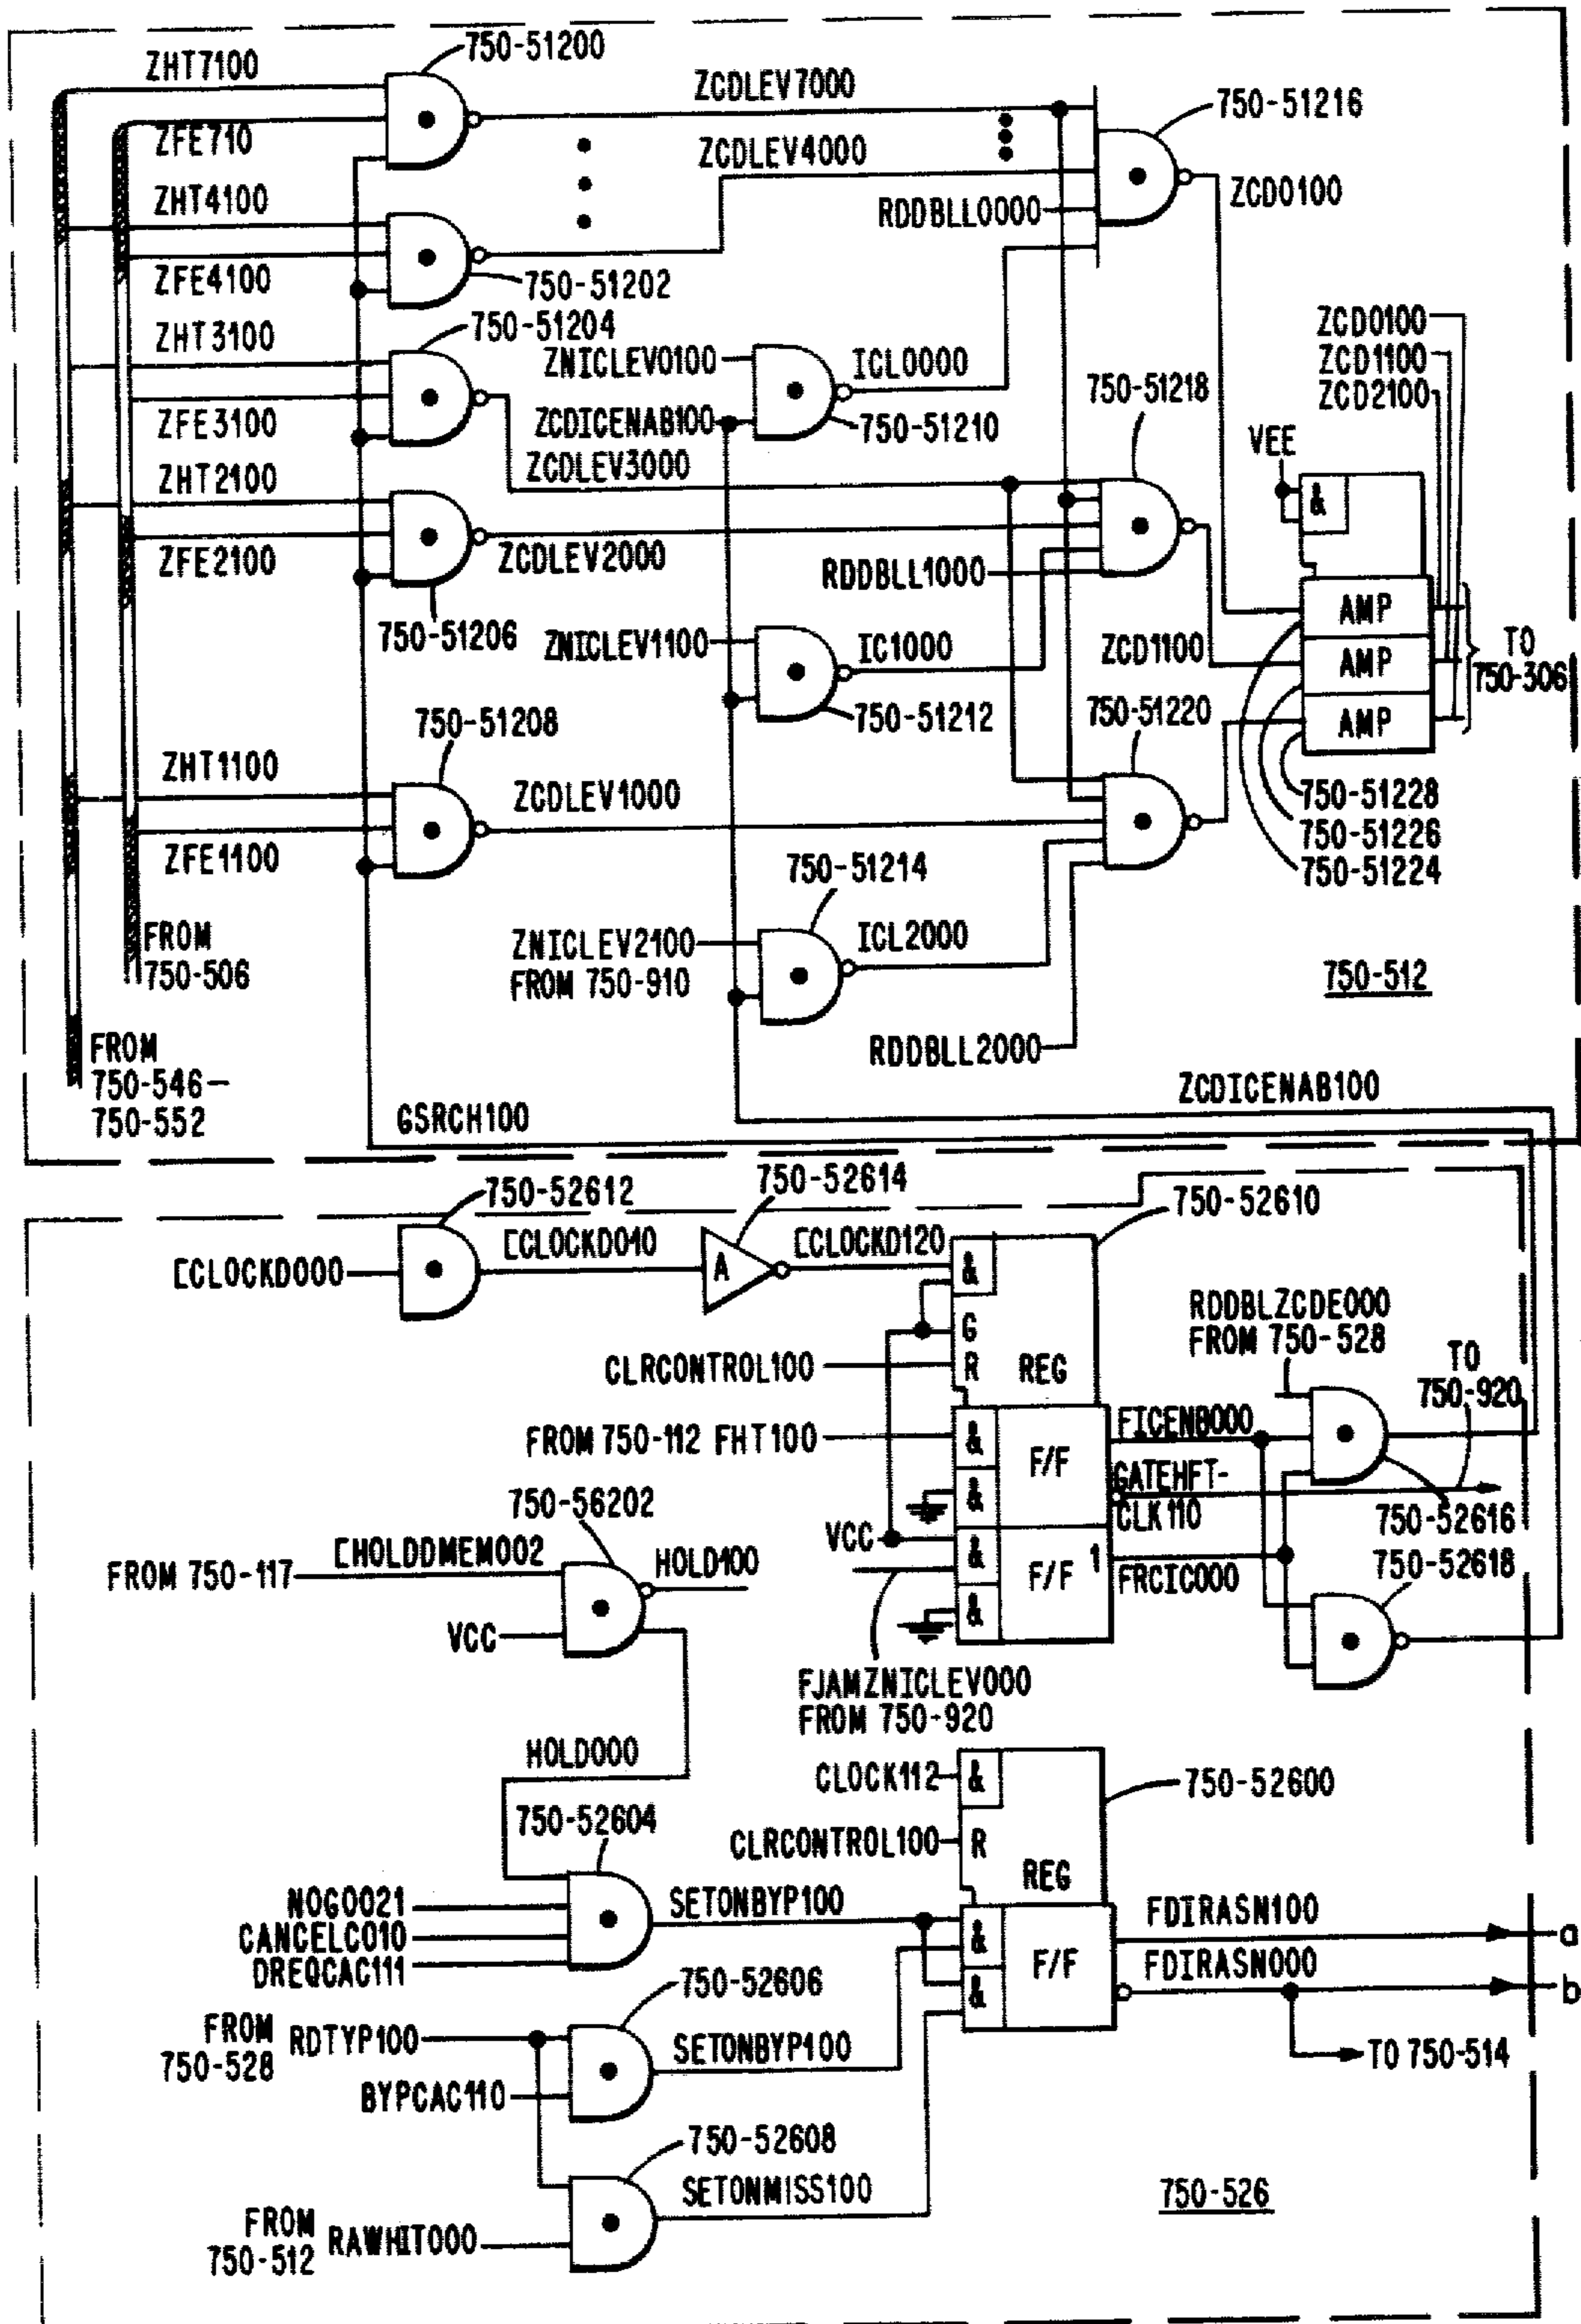 ZHT7100
750-51200
ZCDLEV7000
750-51216
ZFE710
ZCDLEV4000
ZHT4100
RDDBLL0000
ZCD0100
ZFE4100
750-51202
ZHT3100
750-51204
ZNICLEV0100
ICL0000
750-51218
ZCD0100
ZCD1100
ZCD2100
ZFE3100
ZCDICENAB100
750-51210
VEE
ZCDLEV3000
ZHT2100
&
ZFE2100
ZCDLEV2000
RDDBLL1000
AMP
750-51206
ZNICLEV1100
IC1000
ZCD1100
AMP
TO
750-306
750-51208
750-51212
750-51220
AMP
ZHT1100
ZCDLEV1000
750-51228
750-51226
750-51224
ZFE1100
750-51214
FROM
750-506
ZNICLEV2100
FROM 750-910
ICL2000
750-512
FROM
750-546-
750-552
RDDBLL2000
ZCDICENAB100
GSRCH100
750-52612
750-52614
750-52610
[CLOCKD000
[CLOCKD010
A
[CLOCKD120
&
RDDBLZCDE000
FROM 750-528
G
CLRCONTROL100
R
REG
TO
750-920
FROM 750-112 FHT100
&
F/F
FICENB000
&
GATEHFT-
CLK110
750-52616
750-56202
VCC
&
F/F
1
FRCIC000
750-52618
FROM 750-117
[HOLDDMEM002
HOLD100
&
VCC
FJAMZNICLEV000
FROM 750-920
HOLD000
CLOCK112
&
750-52600
750-52604
CLRCONTROL100
R
REG
NOGO021
CANCELC010
DREQCAC111
SETONBYP100
&
F/F
FDIRASN100
a
FDIRASN000
b
750-52606
&
FROM
750-528
RDTYP100
SETONBYP100
TO 750-514
BYPCAC110
750-52608
SETONMISS100
750-526
FROM
750-512
RAWHIT000